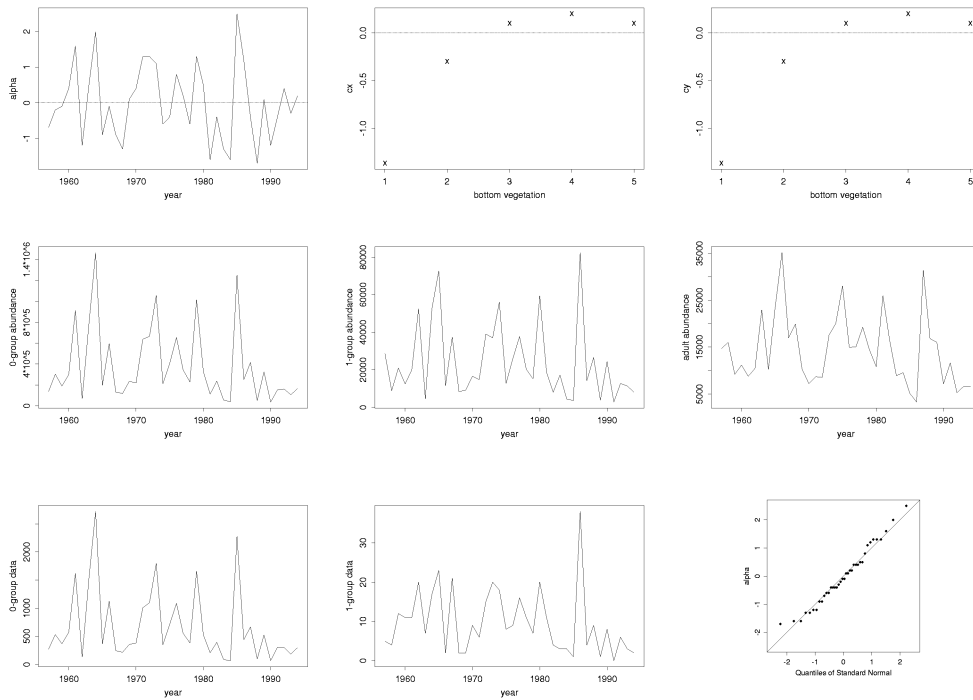 alpha
2
1
0
-1
1960 1970 1980 1990
year
cx
0.0
-0.5
-1.0
x x x x x
1 2 3 4 5
bottom vegetation
cy
0.0
-0.5
-1.0
x x x x x
1 2 3 4 5
bottom vegetation
0-group abundance
1.4*10^6
8*10^5
4*10^5
0
1960 1970 1980 1990
year
1-group abundance
80000
60000
40000
20000
0
1960 1970 1980 1990
year
adult abundance
35000
25000
15000
5000
1960 1970 1980 1990
year
0-group data
2000
1500
1000
500
0
1960 1970 1980 1990
year
1-group data
30
20
10
0
1960 1970 1980 1990
year
alpha
2
1
0
-1
-2
-2 -1 0 1 2
Quantiles of Standard Normal